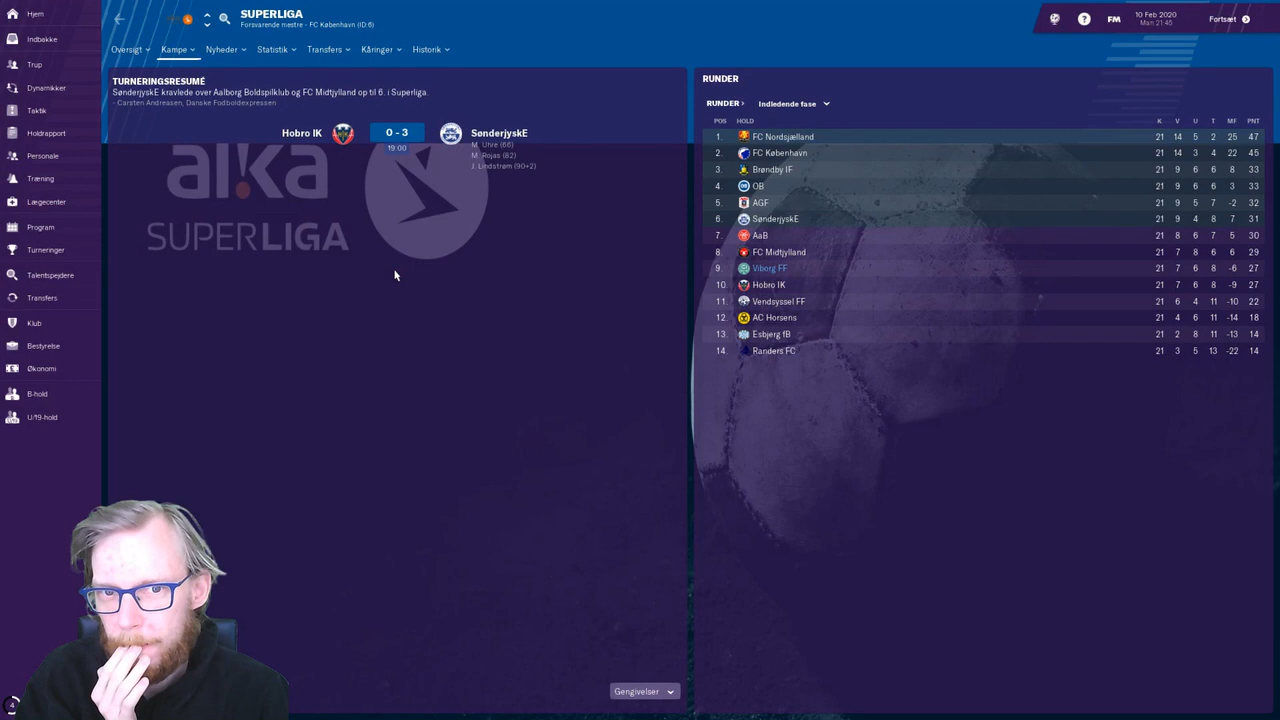 Hjem
Indbakke
Trup
Dynamikker
Taktik
Holdrapport
Personale
Træning
Lægecenter
Program
Turneringer
Talentspejdere
Transfers
Klub
Bestyrelse
Økonomi
B-hold
U/19-hold
4
SUPERLIGA
Forsvarende mestre - FC København (ID:6)
FM
10 Feb 2020
Man 21:45
Fortsæt
Oversigt Kampe Nyheder Statistik Transfers Kåringer Historik
TURNERINGSRESUMÉ
SønderjyskE kravlede over Aalborg Boldspilklub og FC Midtjylland op til 6. i Superliga.
- Carsten Andreasen, Danske Fodboldexpressen
Hobro IK 0 - 3 SønderjyskE
19:00
M. Uhre (66)
M. Rojas (82)
J. Lindstrøm (90+2)
alka
SUPERLIGA
Gengivelser
RUNDER
RUNDER › Indledende fase
POS HOLD K V U T MF PNT
1. FC Nordsjælland 21 14 5 2 25 47
2. FC København 21 14 3 4 22 45
3. Brøndby IF 21 9 6 6 8 33
4. OB 21 9 6 6 3 33
5. AGF 21 9 5 7 -2 32
6. SønderjyskE 21 9 4 8 7 31
7. AaB 21 8 6 7 5 30
8. FC Midtjylland 21 7 8 6 6 29
9. Viborg FF 21 7 6 8 -6 27
10. Hobro IK 21 7 6 8 -9 27
11. Vendsyssel FF 21 6 4 11 -10 22
12. AC Horsens 21 4 6 11 -14 18
13. Esbjerg fB 21 2 8 11 -13 14
14. Randers FC 21 3 5 13 -22 14